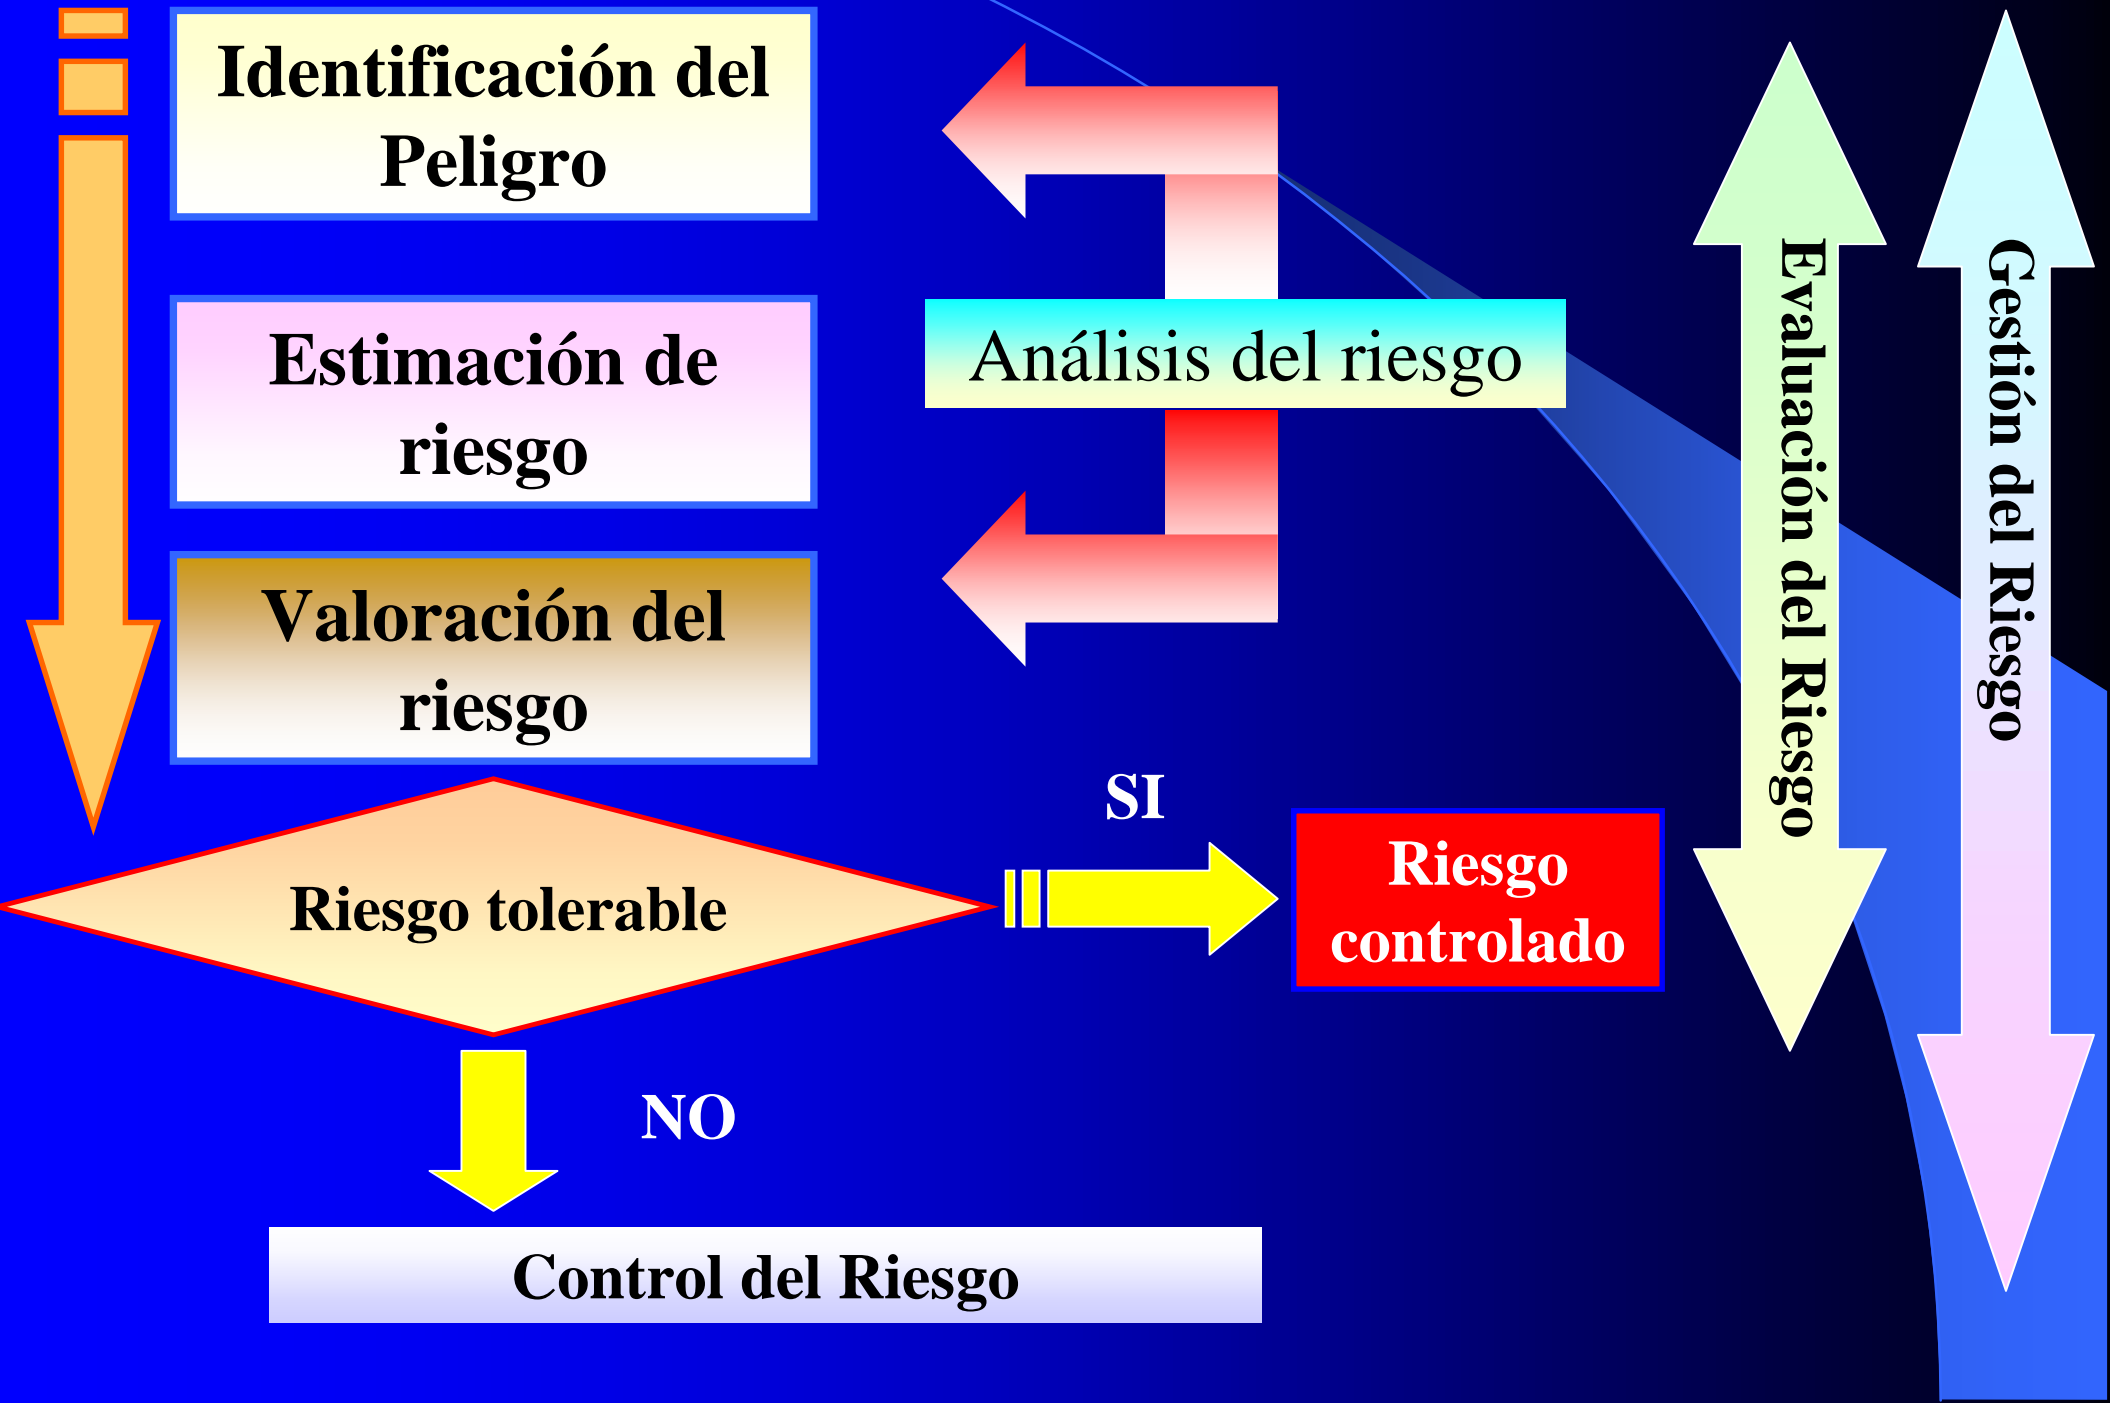 Identificación del
Peligro
Estimación de
riesgo
Análisis del riesgo
Valoración del
riesgo
Riesgo tolerable
SI
Riesgo
controlado
NO
Control del Riesgo
Evaluación del Riesgo
Gestión del Riesgo